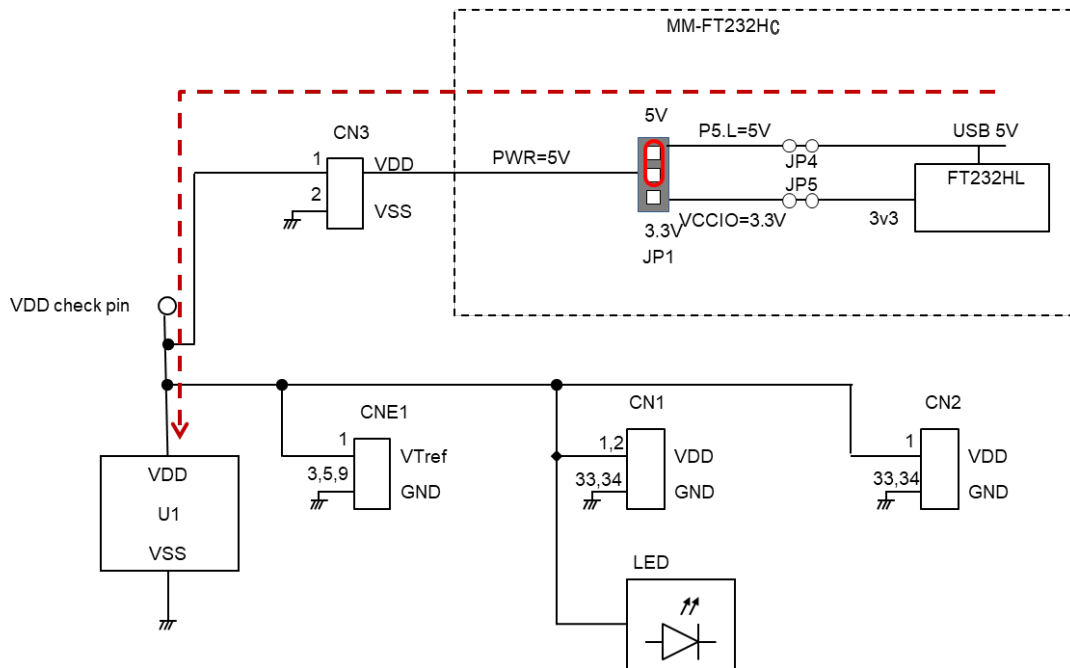 MM-FT232HC
5V
P5.L=5V
USB 5V
CN3
1
VDD
PWR=5V
JP4
FT232HL
2
VSS
JP5
VCCIO=3.3V
3v3
3.3V
JP1
VDD check pin
CNE1
CN1
CN2
1
VTref
1,2
VDD
1
VDD
3,5,9
GND
33,34
GND
33,34
GND
VDD
U1
VSS
LED